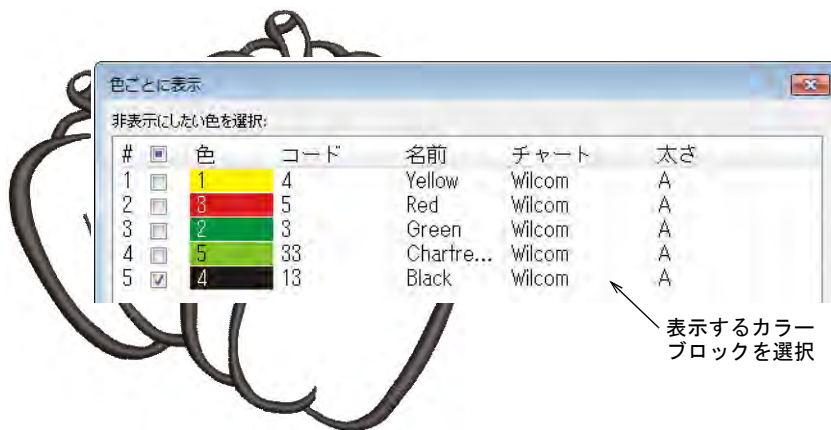 色ごとに表示
非表示にしたい色を選択:
# 色 コード 名前 チャート 太さ
1 1 4 Yellow Wilcom A
2 3 5 Red Wilcom A
3 2 3 Green Wilcom A
4 5 33 Chartre... Wilcom A
5 4 13 Black Wilcom A
表示するカラー
ブロックを選択